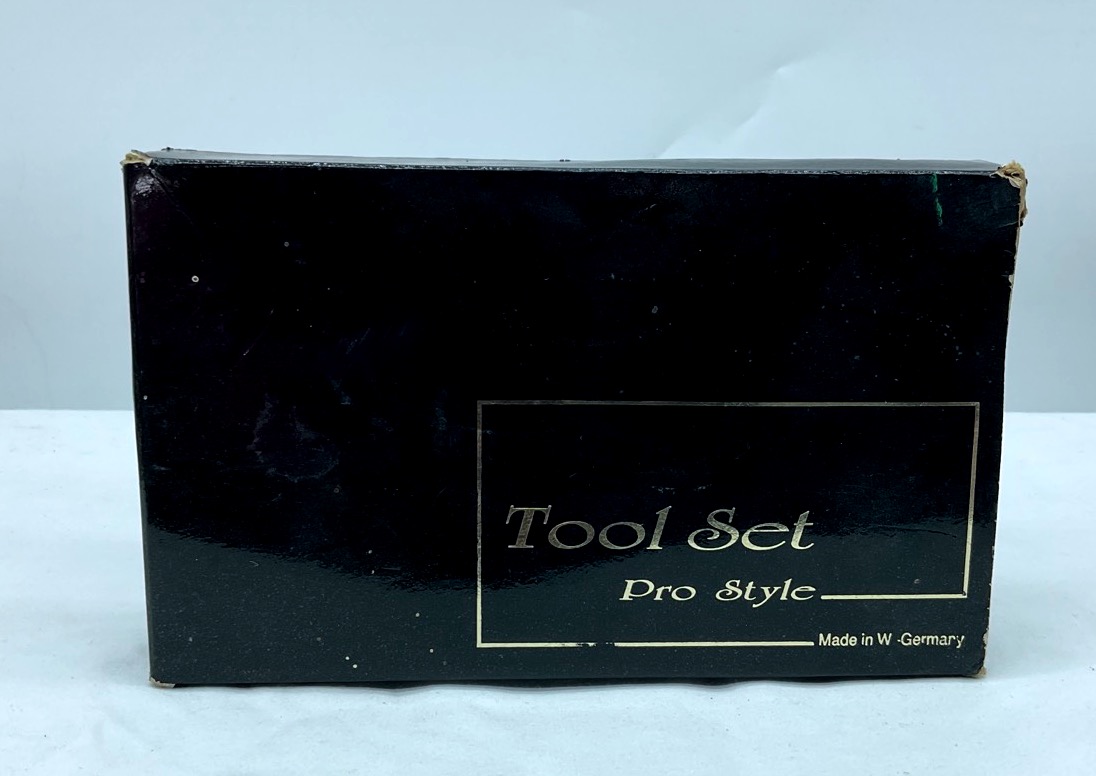 Tool Set
Pro Style
Made in W -Germany